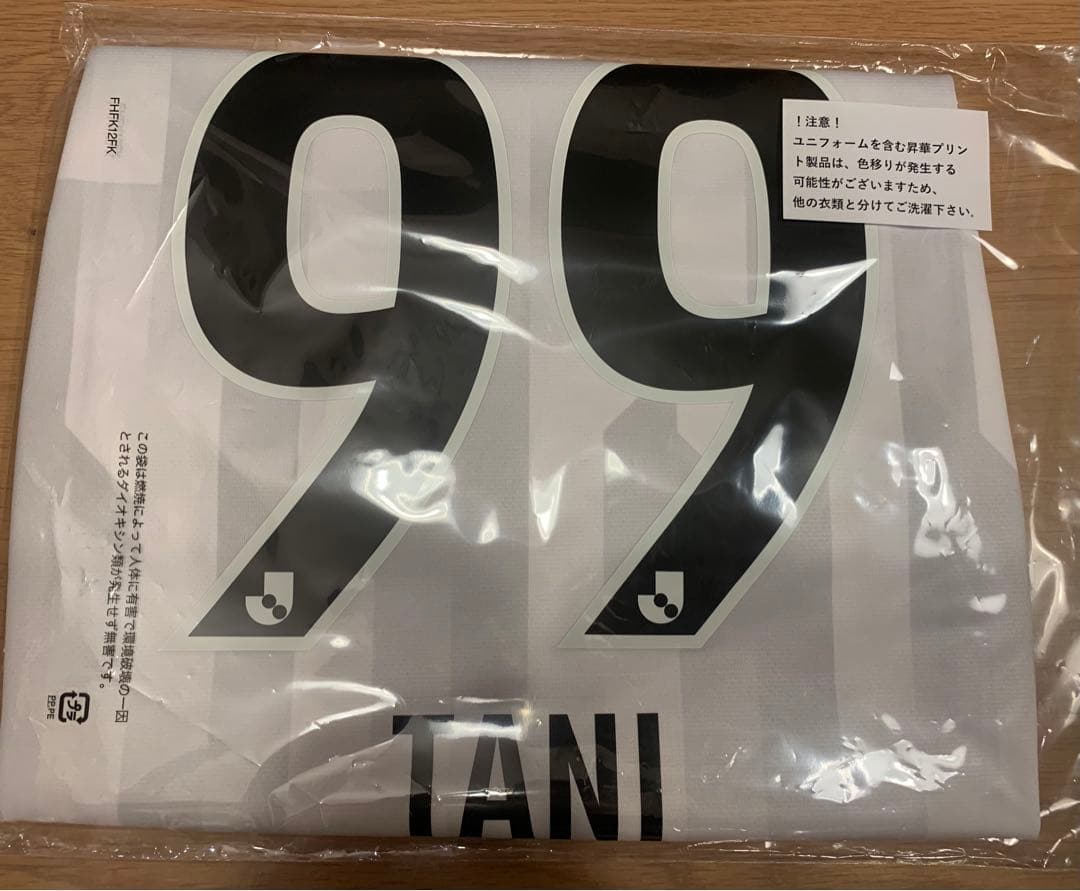 FHFK12FK
99
！注意！
ユニフォームを含む昇華プリン
ト製品は、色移りが発生する
可能性がございますため、
他の衣類と分けてご洗濯下さい。
この袋は燃焼によって人体に有害で環境破壊の一因
とされるダイオキシン類が発生せず無害です。
プラ
PP,PE
TANI